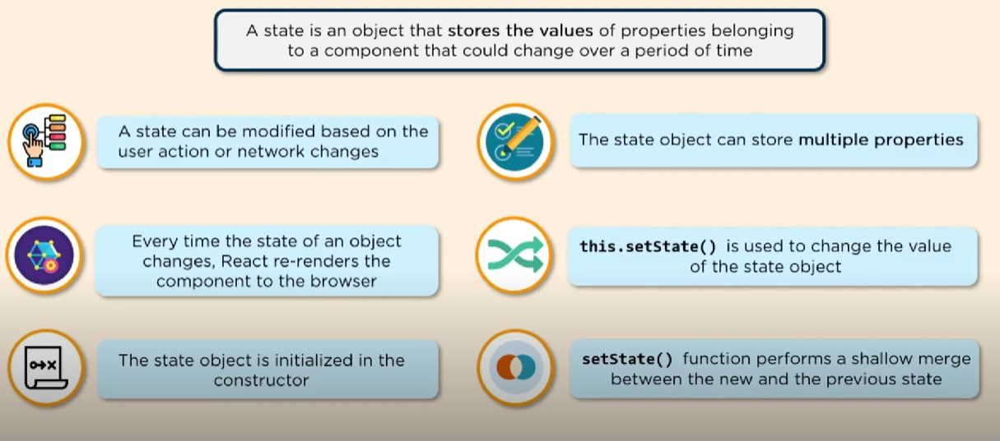 A state is an object that stores the values of properties belonging
to a component that could change over a period of time
A state can be modified based on the
user action or network changes
The state object can store multiple properties
Every time the state of an object
changes, React re-renders the
component to the browser
this.setState() is used to change the value
of the state object
The state object is initialized in the
constructor
setState() function performs a shallow merge
between the new and the previous state